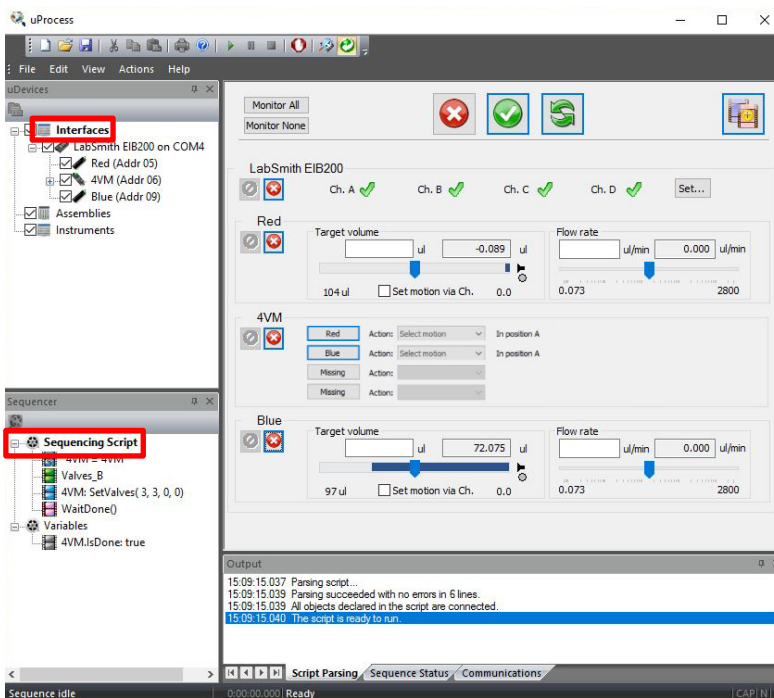 uProcess
File Edit View Actions Help
uDevices
Interfaces
LabSmith EIB200 on COM4
Red (Addr 05)
4VM (Addr 06)
Blue (Addr 09)
Assemblies
Instruments
Monitor All
Monitor None
LabSmith EIB200
Ch. A Ch. B Ch. C Ch. D Set...
Red
Target volume Flow rate
ul -0.089 ul ul/min 0.000 ul/min
104 ul Set motion via Ch. 0.0 0.073 2800
4VM
Red Action: Select motion In position A
Blue Action: Select motion In position A
Missing Action:
Missing Action:
Blue
Target volume Flow rate
ul 72.075 ul ul/min 0.000 ul/min
97 ul Set motion via Ch. 0.0 0.073 2800
Sequencer
Sequencing Script
4VM = 4VM
Valves_B
4VM: SetValves( 3, 3, 0, 0)
WaitDone()
Variables
4VM.IsDone: true
Output
15:09:15.037 Parsing script...
15:09:15.039 Parsing succeeded with no errors in 6 lines.
15:09:15.039 All objects declared in the script are connected.
15:09:15.040 The script is ready to run.
Script Parsing Sequence Status Communications
Sequence idle 0:00:00.000 Ready CAP N